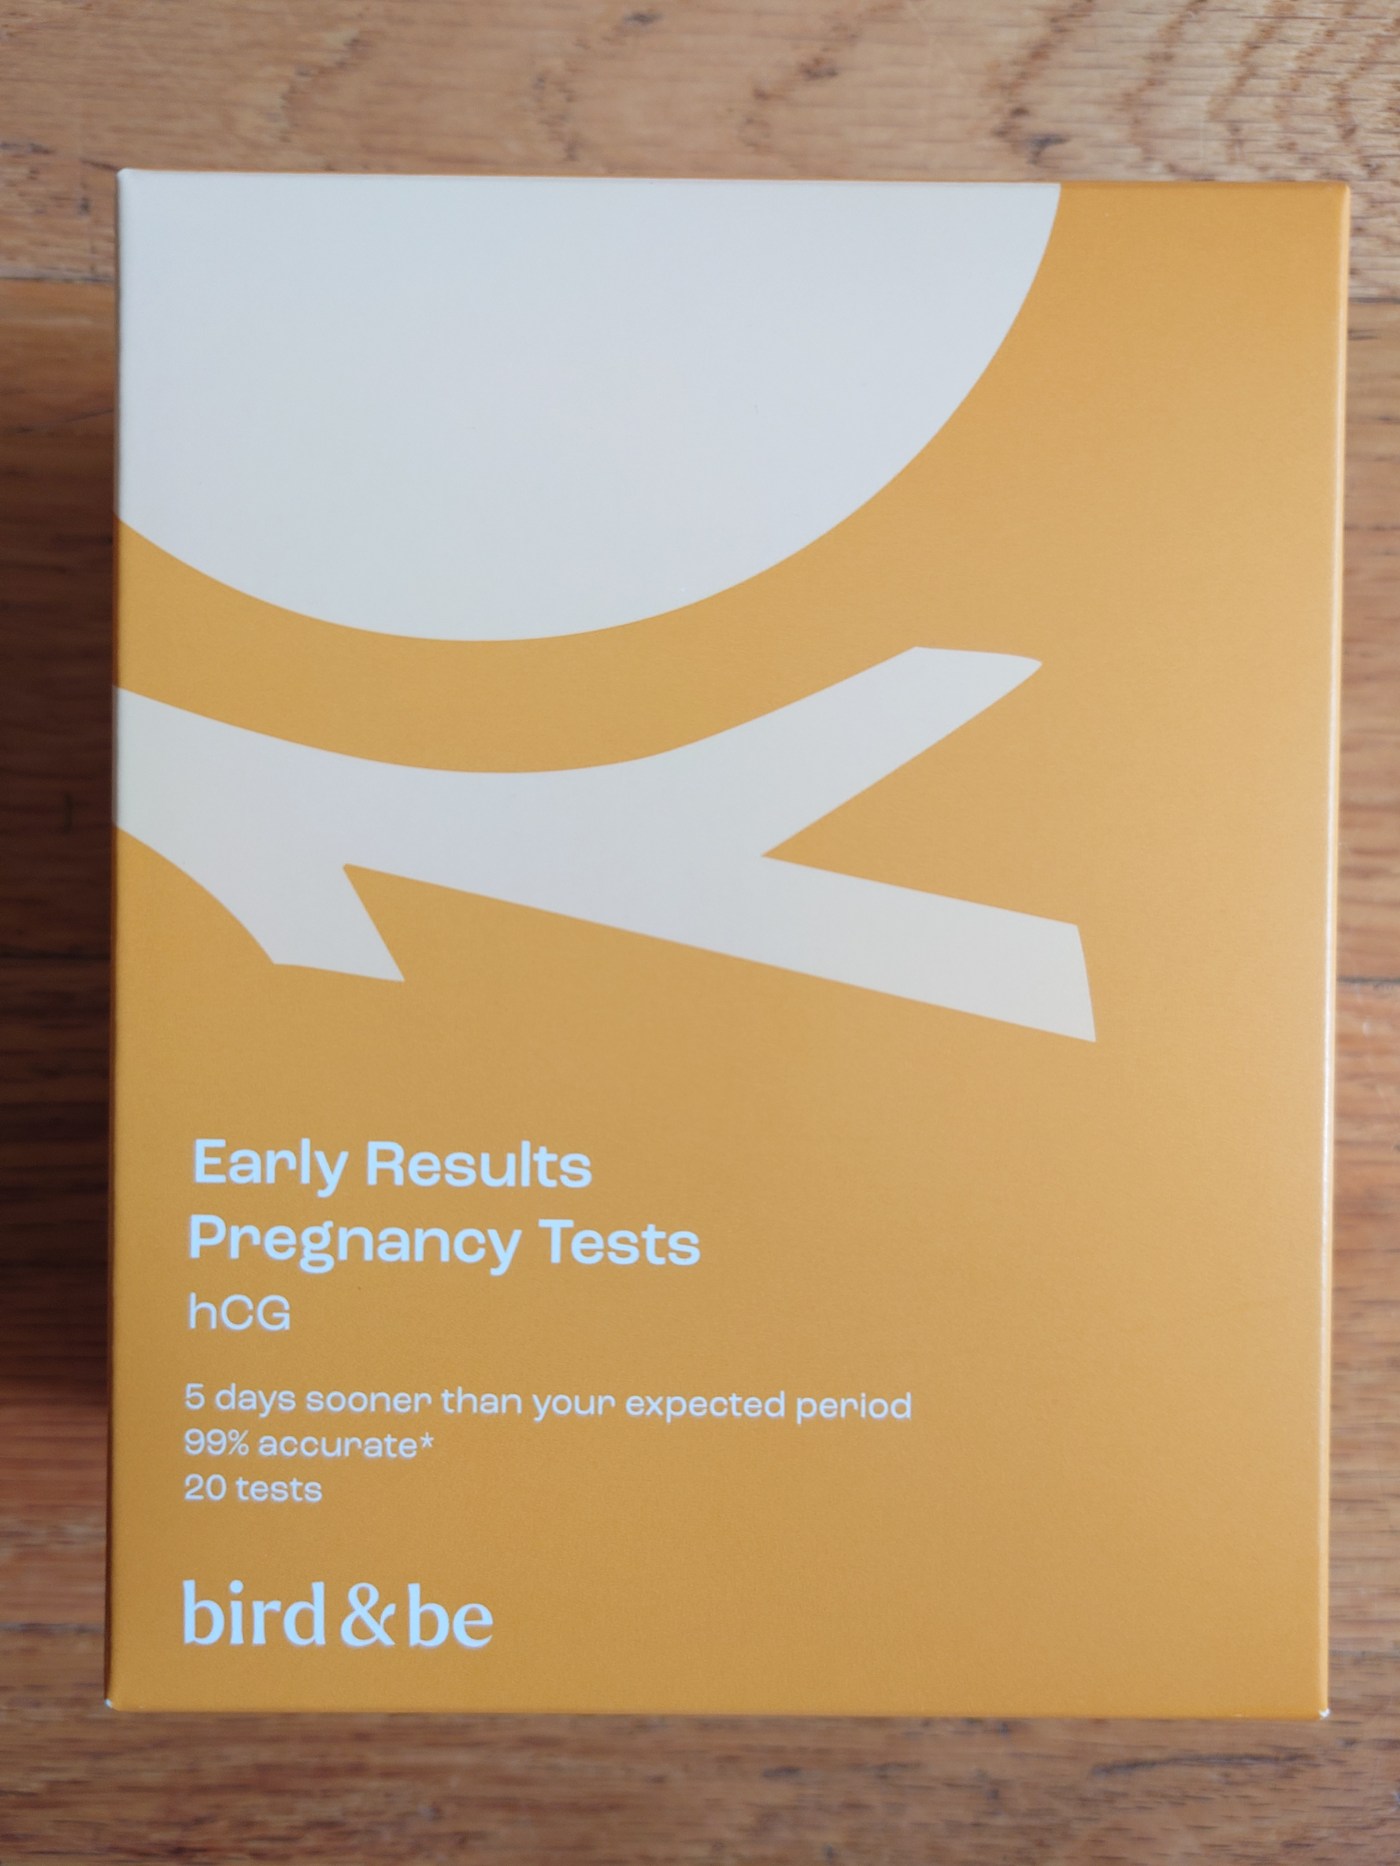 Early Results
Pregnancy Tests
hCG
5 days sooner than your expected period
99% accurate*
20 tests
bird&be